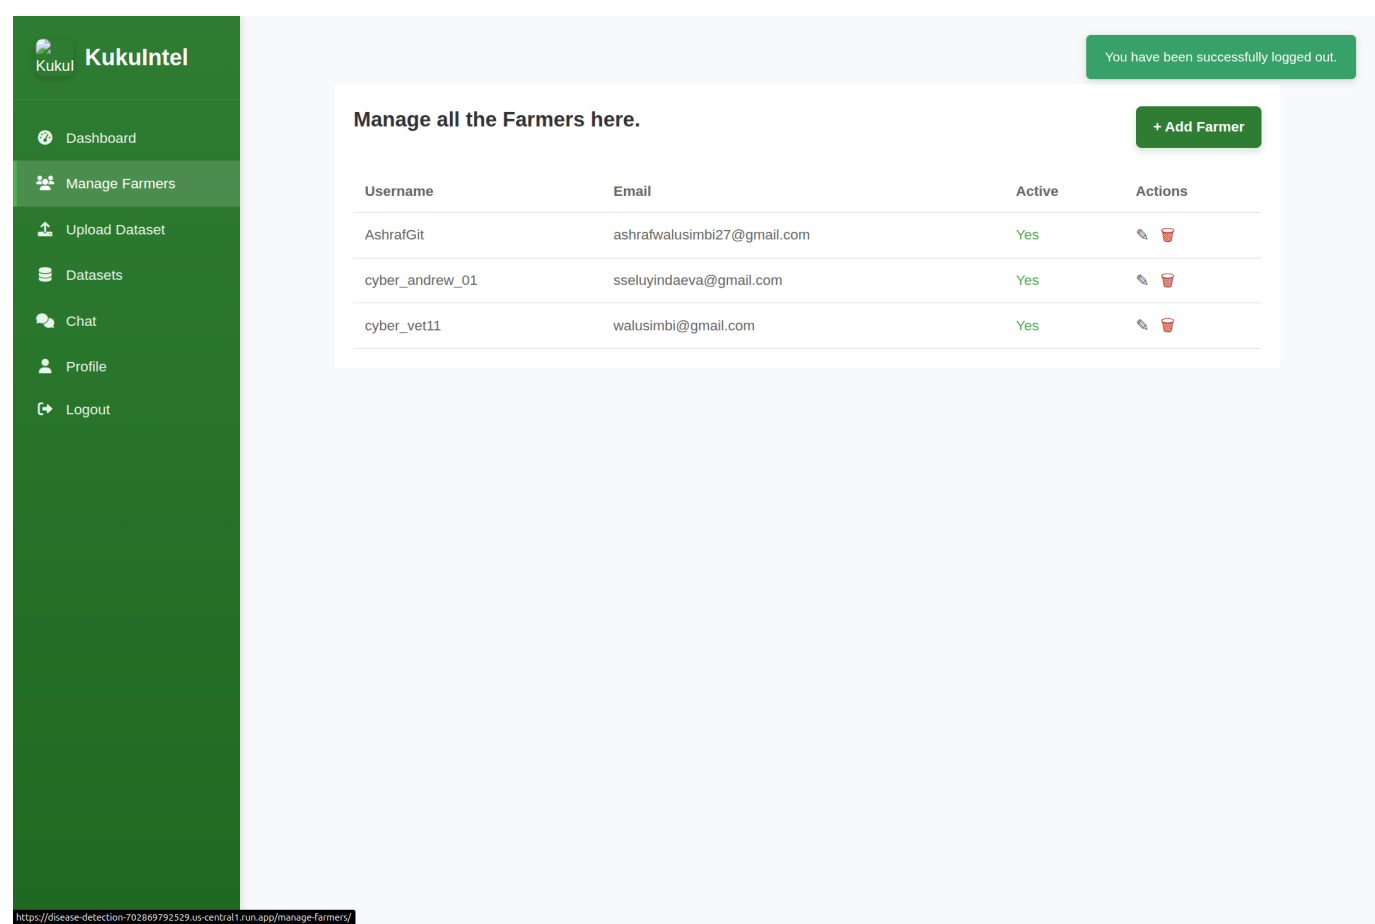 Kukul KukuIntel
You have been successfully logged out.
Dashboard
Manage Farmers
Upload Dataset
Datasets
Chat
Profile
Logout
Manage all the Farmers here.
+ Add Farmer
Username Email Active Actions
AshrafGit ashrafwalusimbi27@gmail.com Yes
cyber_andrew_01 sseluyindaeva@gmail.com Yes
cyber_vet11 walusimbi@gmail.com Yes
https://disease-detection-702869792529.us-central1.run.app/manage-farmers/